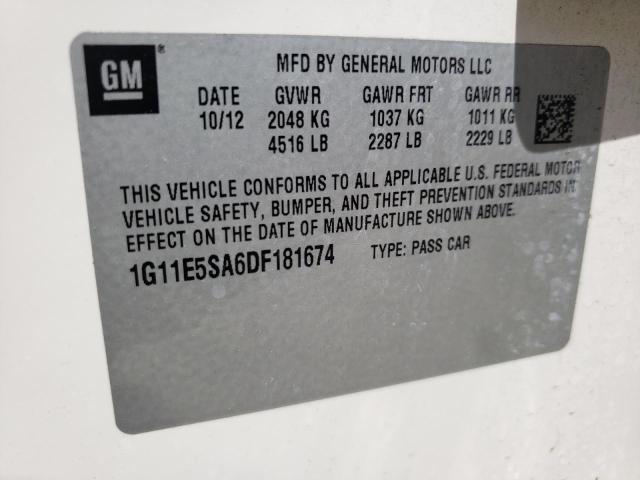 GM
MFD BY GENERAL MOTORS LLC
DATE GVWR GAWR FRT GAWR RR
10/12 2048 KG 1037 KG 1011 KG
4516 LB 2287 LB 2229 LB
THIS VEHICLE CONFORMS TO ALL APPLICABLE U.S. FEDERAL MOTOR
VEHICLE SAFETY, BUMPER, AND THEFT PREVENTION STANDARDS IN
EFFECT ON THE DATE OF MANUFACTURE SHOWN ABOVE.
1G11E5SA6DF181674 TYPE: PASS CAR